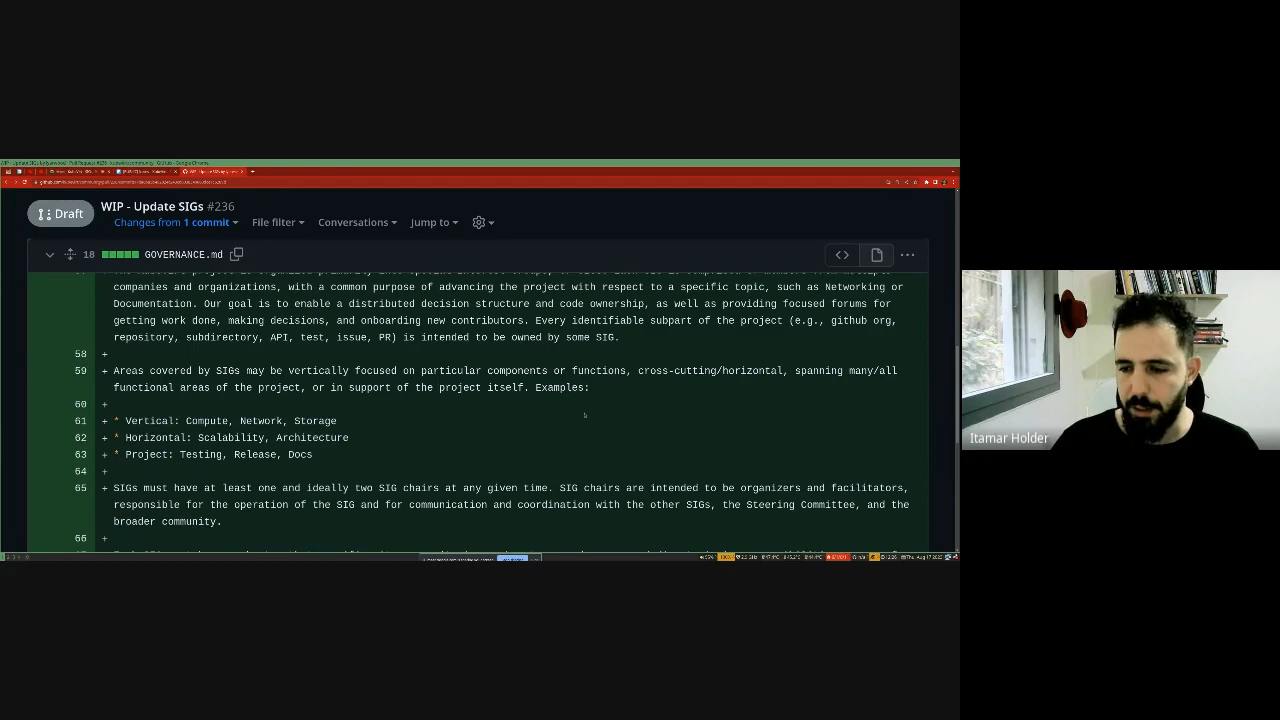 WIP - Update SIGs by
Draft
WIP - Update SIGs #236
Changes from 1 commit File filter Conversations Jump to
18 GOVERNANCE.md
companies and organizations, with a common purpose of advancing the project with respect to a specific topic, such as Networking or
Documentation. Our goal is to enable a distributed decision structure and code ownership, as well as providing focused forums for
getting work done, making decisions, and onboarding new contributors. Every identifiable subpart of the project (e.g., github org,
repository, subdirectory, API, test, issue, PR) is intended to be owned by some SIG.
58 +
59 + Areas covered by SIGs may be vertically focused on particular components or functions, cross-cutting/horizontal, spanning many/all
functional areas of the project, or in support of the project itself. Examples:
60 +
61 + * Vertical: Compute, Network, Storage
62 + * Horizontal: Scalability, Architecture
63 + * Project: Testing, Release, Docs
64 +
65 + SIGs must have at least one and ideally two SIG chairs at any given time. SIG chairs are intended to be organizers and facilitators,
responsible for the operation of the SIG and for communication and coordination with the other SIGs, the Steering Committee, and the
broader community.
66 +
Thu, Aug 17 2023
Itamar Holder